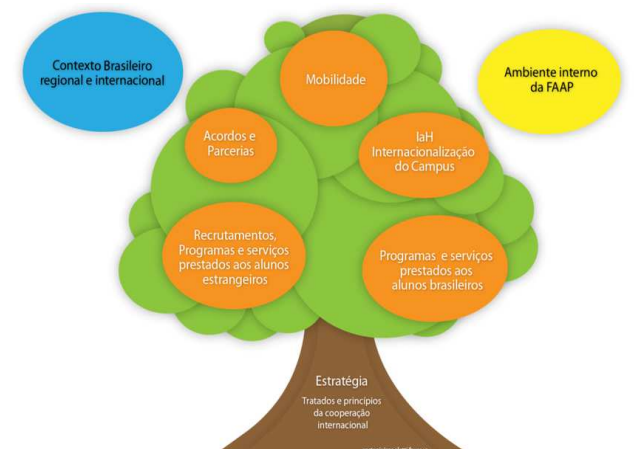 Contexto Brasileiro
regional e internacional
Mobilidade
Ambiente interno
da FAAP
Acordos e
Parcerias
IaH
Internacionalização
do Campus
Recrutamentos,
Programas e serviços
prestados aos alunos
estrangeiros
Programas e serviços
prestados aos
alunos brasileiros
Estratégia
Tratados e princípios
da cooperação
internacional